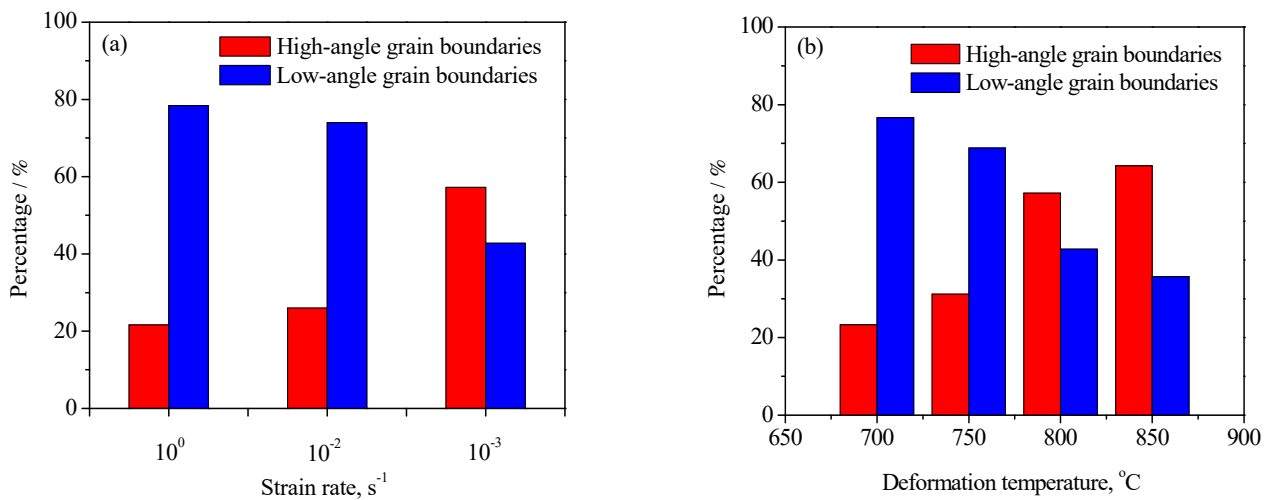 (a)
High-angle grain boundaries
Low-angle grain boundaries
Percentage / %
100
80
60
40
20
0
10⁰ 10⁻² 10⁻³
Strain rate, s⁻¹
(b)
High-angle grain boundaries
Low-angle grain boundaries
Percentage / %
100
80
60
40
20
0
650 700 750 800 850 900
Deformation temperature, °C